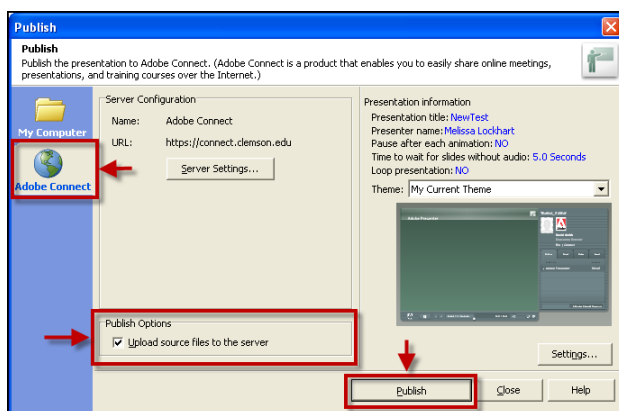 Publish
Publish
Publish the presentation to Adobe Connect. (Adobe Connect is a product that enables you to easily share online meetings,
presentations, and training courses over the Internet.)
My Computer
Adobe Connect
Server Configuration
Name: Adobe Connect
URL: https://connect.clemson.edu
Server Settings...
Publish Options
Upload source files to the server
Presentation information
Presentation title: NewTest
Presenter name: Melissa Lockhart
Pause after each animation: NO
Time to wait for slides without audio: 5.0 Seconds
Loop presentation: NO
Theme: My Current Theme
Adobe Presenter
Settings...
Publish
Close
Help